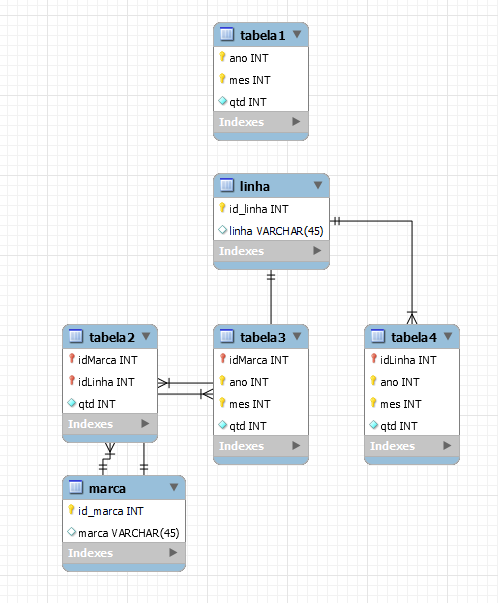 tabela1
ano INT
mes INT
qtd INT
Indexes
linha
id_linha INT
linha VARCHAR(45)
Indexes
tabela2
idMarca INT
idLinha INT
qtd INT
Indexes
tabela3
idMarca INT
ano INT
mes INT
qtd INT
Indexes
tabela4
idLinha INT
ano INT
mes INT
qtd INT
Indexes
marca
id_marca INT
marca VARCHAR(45)
Indexes